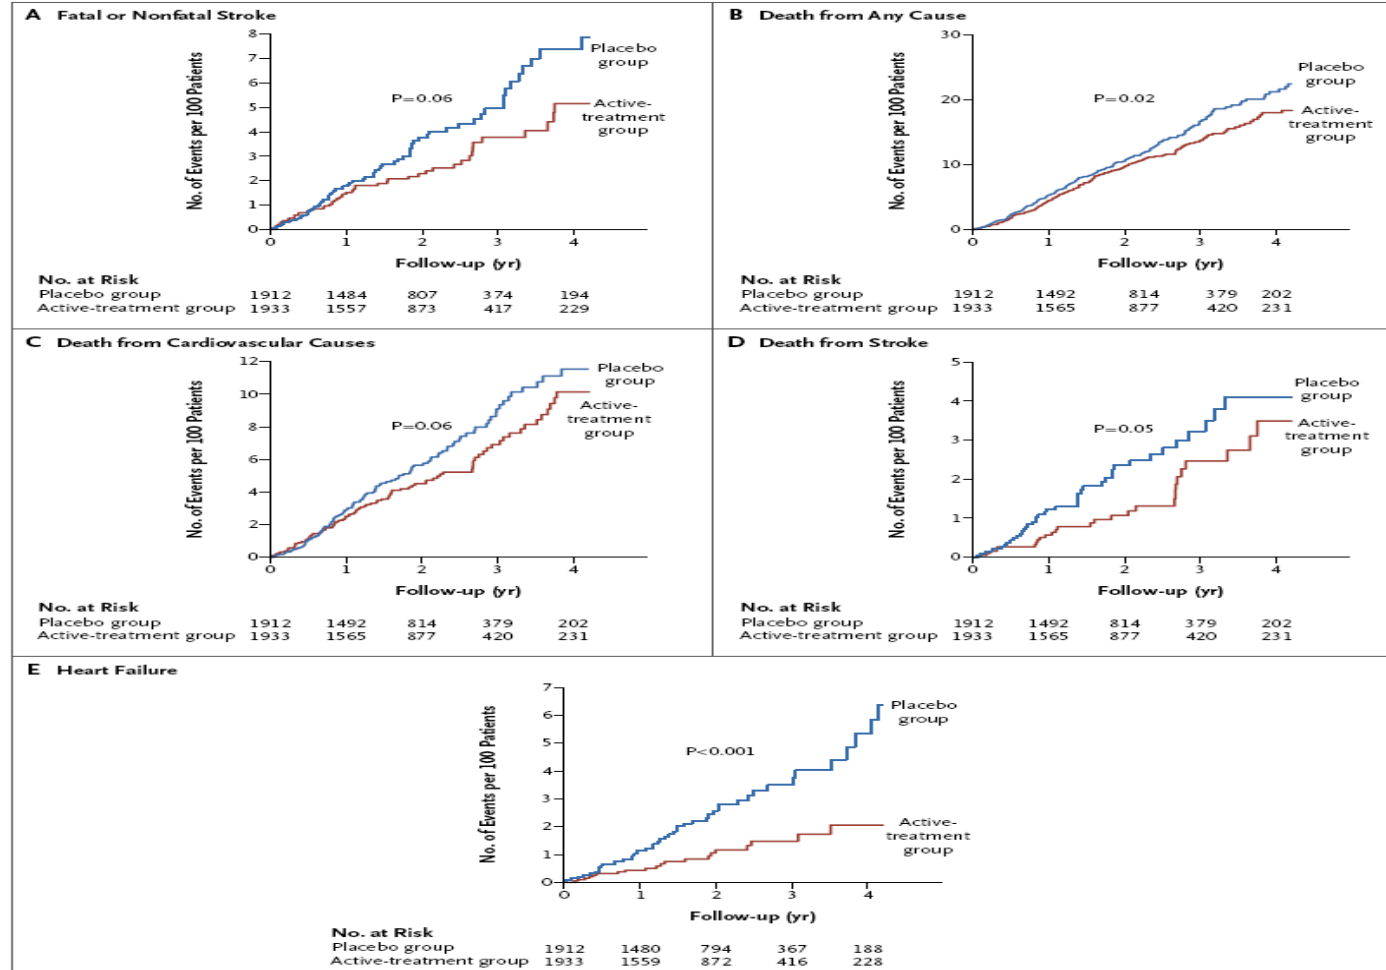 A Fatal or Nonfatal Stroke
No. of Events per 100 Patients
8
7
6
5
4
3
2
1
0
P=0.06
Placebo
group
Active-
treatment
group
0 1 2 3 4
Follow-up (yr)
No. at Risk
Placebo group 1912 1484 807 374 194
Active-treatment group 1933 1557 873 417 229
B Death from Any Cause
No. of Events per 100 Patients
30
20
10
0
P=0.02
Placebo
group
Active-
treatment
group
0 1 2 3 4
Follow-up (yr)
No. at Risk
Placebo group 1912 1492 814 379 202
Active-treatment group 1933 1565 877 420 231
C Death from Cardiovascular Causes
No. of Events per 100 Patients
12
10
8
6
4
2
0
P=0.06
Placebo
group
Active-
treatment
group
0 1 2 3 4
Follow-up (yr)
No. at Risk
Placebo group 1912 1492 814 379 202
Active-treatment group 1933 1565 877 420 231
D Death from Stroke
No. of Events per 100 Patients
5
4
3
2
1
0
P=0.05
Placebo
group
Active-
treatment
group
0 1 2 3 4
Follow-up (yr)
No. at Risk
Placebo group 1912 1492 814 379 202
Active-treatment group 1933 1565 877 420 231
E Heart Failure
No. of Events per 100 Patients
7
6
5
4
3
2
1
0
P<0.001
Placebo
group
Active-
treatment
group
0 1 2 3 4
Follow-up (yr)
No. at Risk
Placebo group 1912 1480 794 367 188
Active-treatment group 1933 1559 872 416 228